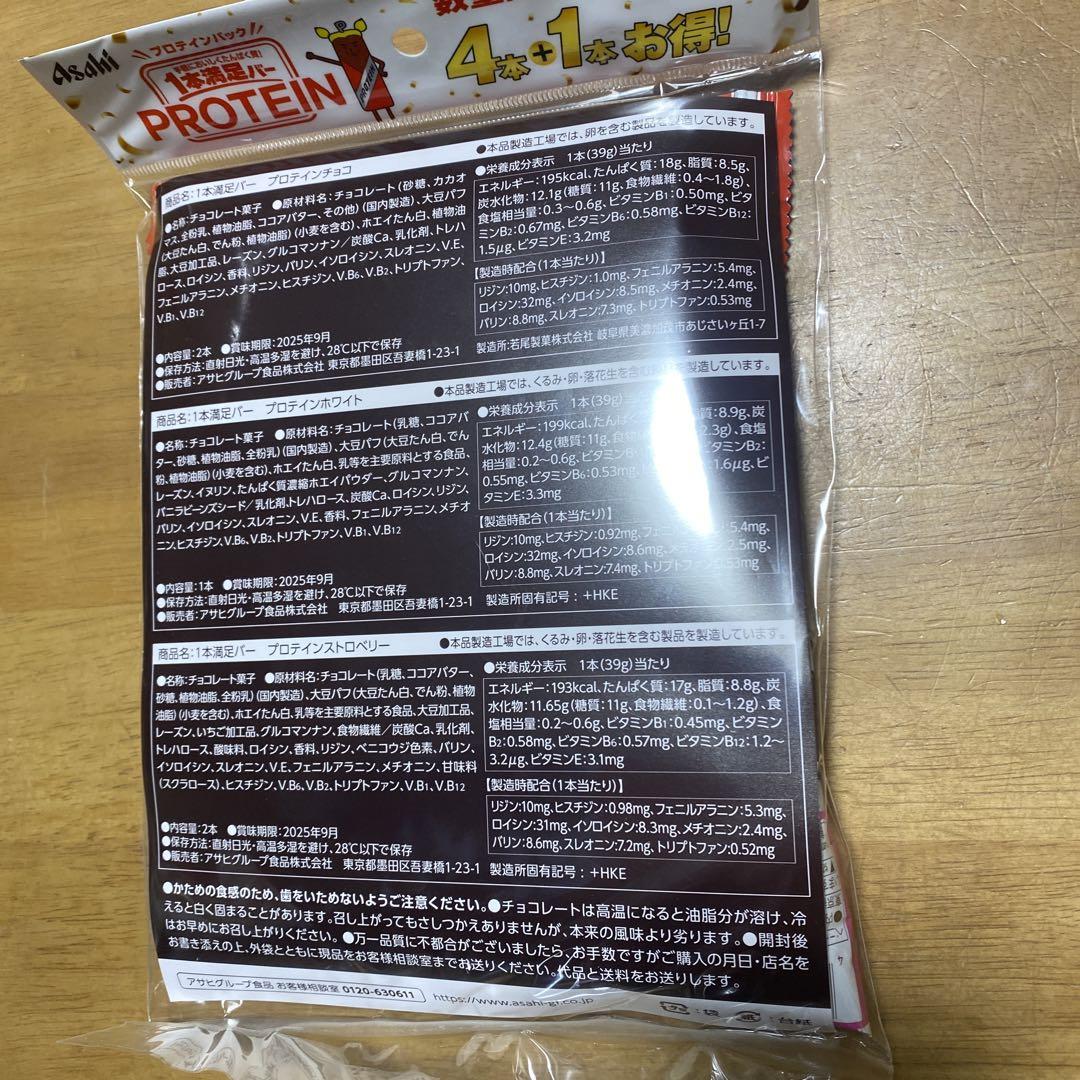 Asahi
プロテインパック
1本満足バー
PROTEIN
PROTEIN
4本+1本お得!
商品名:1本満足バー プロテインチョコ
●本品製造工場では、卵を含む製品を製造しています。
●名称:チョコレート菓子 ●原材料名:チョコレート(砂糖、カカオ
マス、全粉乳、植物油脂、ココアバター、その他)(国内製造)、大豆パフ
(大豆たん白、でん粉、植物油脂)(小麦を含む)、ホエイたん白、植物油
脂、大豆加工品、レーズン、グルコマンナン/炭酸Ca、乳化剤、トレハ
ロース、ロイシン、香料、リジン、バリン、イソロイシン、スレオニン、V.E、
フェニルアラニン、メチオニン、ヒスチジン、V.B6、V.B2、トリプトファン、
V.B1、V.B12
●内容量:2本 ●賞味期限:2025年9月
●保存方法:直射日光・高温多湿を避け、28℃以下で保存
●販売者:アサヒグループ食品株式会社 東京都墨田区吾妻橋1-23-1
●栄養成分表示 1本(39g)当たり
エネルギー:195kcal、たんぱく質:18g、脂質:8.5g、
炭水化物:12.1g(糖質:11g、食物繊維:0.4~1.8g)、
食塩相当量:0.3~0.6g、ビタミンB1:0.50mg、ビタ
ミンB2:0.67mg、ビタミンB6:0.58mg、ビタミンB12:
1.5μg、ビタミンE:3.2mg
【製造時配合(1本当たり)】
リジン:10mg、ヒスチジン:1.0mg、フェニルアラニン:5.4mg、
ロイシン:32mg、イソロイシン:8.5mg、メチオニン:2.4mg、
バリン:8.8mg、スレオニン:7.3mg、トリプトファン:0.53mg
製造所:若尾製菓株式会社 岐阜県美濃加茂市あじさいヶ丘1-7
商品名:1本満足バー プロテインホワイト
●本品製造工場では、くるみ・卵・落花生を含む製品を製造しています。
●名称:チョコレート菓子 ●原材料名:チョコレート(乳糖、ココアバ
ター、砂糖、植物油脂、全粉乳)(国内製造)、大豆パフ(大豆たん白、でん
粉、植物油脂)(小麦を含む)、ホエイたん白、乳等を主要原料とする食品、
レーズン、イヌリン、たんぱく質濃縮ホエイパウダー、グルコマンナン、
バニラビーンズシード/乳化剤、トレハロース、炭酸Ca、ロイシン、リジン、
バリン、イソロイシン、スレオニン、V.E、香料、フェニルアラニン、メチオ
ニン、ヒスチジン、V.B6、V.B2、トリプトファン、V.B1、V.B12
●内容量:1本 ●賞味期限:2025年9月
●保存方法:直射日光・高温多湿を避け、28℃以下で保存
●販売者:アサヒグループ食品株式会社 東京都墨田区吾妻橋1-23-1
●栄養成分表示 1本(39g)当たり
エネルギー:199kcal、たんぱく 脂質:8.9g、炭
水化物:12.4g(糖質:11g、食物 2.3g)、食塩
相当量:0.2~0.6g、ビタミンB1: ビタミンB2:
0.55mg、ビタミンB6:0.53mg、 1.6μg、ビ
タミンE:3.3mg
【製造時配合(1本当たり)】
リジン:10mg、ヒスチジン:0.92mg、フェニルアラニン:5.4mg、
ロイシン:32mg、イソロイシン:8.6mg、メチオニン:2.5mg、
バリン:8.8mg、スレオニン:7.4mg、トリプトファン:0.53mg
製造所固有記号:+HKE
商品名:1本満足バー プロテインストロベリー
●本品製造工場では、くるみ・卵・落花生を含む製品を製造しています。
●名称:チョコレート菓子 ●原材料名:チョコレート(乳糖、ココアバター、
砂糖、植物油脂、全粉乳)(国内製造)、大豆パフ(大豆たん白、でん粉、植物
油脂)(小麦を含む)、ホエイたん白、乳等を主要原料とする食品、大豆加工品、
レーズン、いちご加工品、グルコマンナン、食物繊維/炭酸Ca、乳化剤、
トレハロース、酸味料、ロイシン、香料、リジン、ベニコウジ色素、バリン、
イソロイシン、スレオニン、V.E、フェニルアラニン、メチオニン、甘味料
(スクラロース)、ヒスチジン、V.B6、V.B2、トリプトファン、V.B1、V.B12
●内容量:2本 ●賞味期限:2025年9月
●保存方法:直射日光・高温多湿を避け、28℃以下で保存
●販売者:アサヒグループ食品株式会社 東京都墨田区吾妻橋1-23-1
●栄養成分表示 1本(39g)当たり
エネルギー:193kcal、たんぱく質:17g、脂質:8.8g、炭
水化物:11.65g(糖質:11g、食物繊維:0.1~1.2g)、食
塩相当量:0.2~0.6g、ビタミンB1:0.45mg、ビタミン
B2:0.58mg、ビタミンB6:0.57mg、ビタミンB12:1.2~
3.2μg、ビタミンE:3.1mg
【製造時配合(1本当たり)】
リジン:10mg、ヒスチジン:0.98mg、フェニルアラニン:5.3mg、
ロイシン:31mg、イソロイシン:8.3mg、メチオニン:2.4mg、
バリン:8.6mg、スレオニン:7.2mg、トリプトファン:0.52mg
製造所固有記号:+HKE
●かための食感のため、歯をいためないようご注意ください。●チョコレートは高温になると油脂分が溶け、冷
えると白く固まることがあります。召し上がってもさしつかえありませんが、本来の風味より劣ります。●開封後
はお早めにお召し上がりください。●万一品質に不都合がございましたら、お手数ですがご購入の月日・店名を
お書き添えの上、外袋とともに現品をお客様相談室までお送りください。代品と送料をお送りします。
アサヒグループ食品 お客様相談室 0120-630611
https://www.asahi-gf.co.jp
プラ:袋 紙:台紙